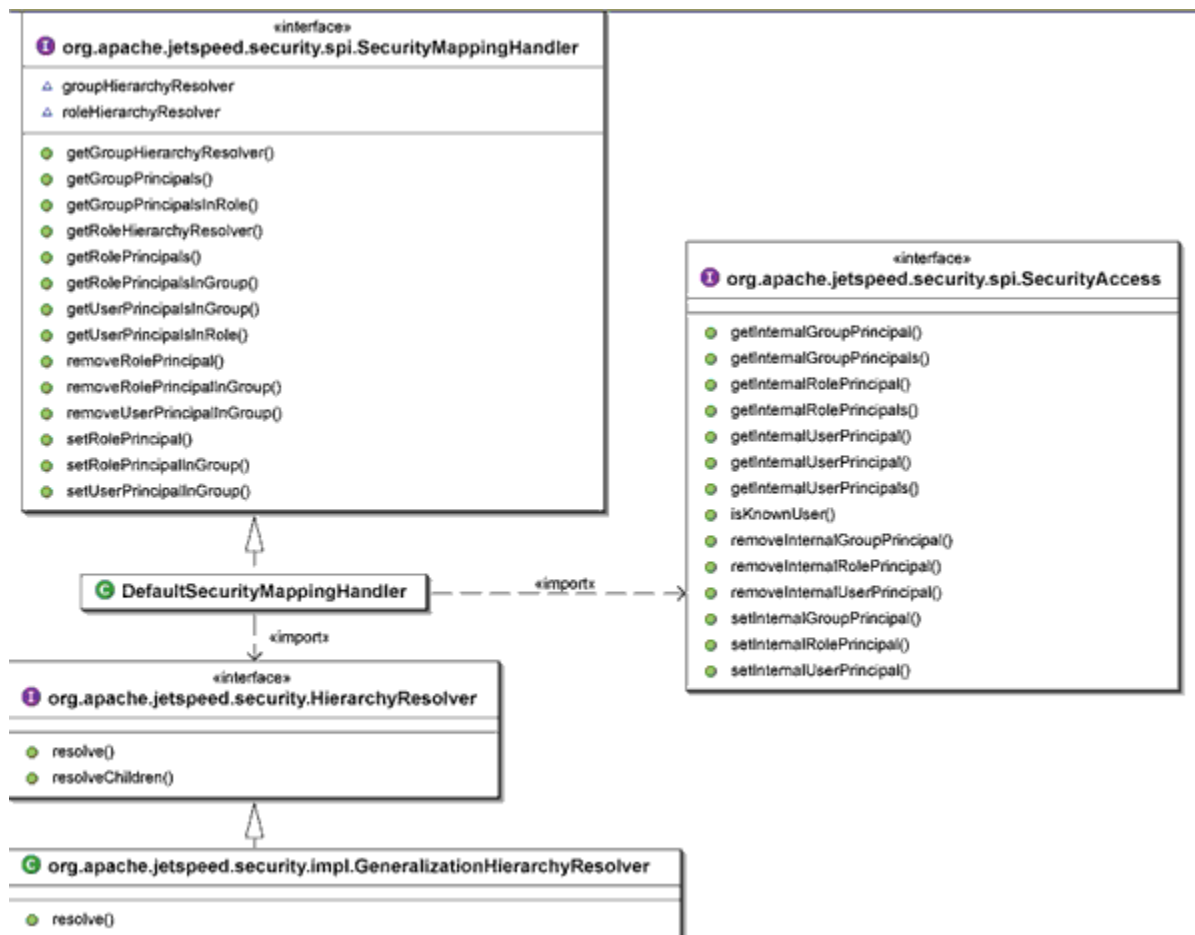 «interface»
org.apache.jetspeed.security.spi.SecurityMappingHandler
groupHierarchyResolver
roleHierarchyResolver
getGroupHierarchyResolver()
getGroupPrincipals()
getGroupPrincipalsInRole()
getRoleHierarchyResolver()
getRolePrincipals()
getRolePrincipalsInGroup()
getUserPrincipalsInGroup()
getUserPrincipalsInRole()
removeRolePrincipal()
removeRolePrincipalInGroup()
removeUserPrincipalInGroup()
setRolePrincipal()
setRolePrincipalInGroup()
setUserPrincipalInGroup()
«interface»
org.apache.jetspeed.security.spi.SecurityAccess
getInternalGroupPrincipal()
getInternalGroupPrincipals()
getInternalRolePrincipal()
getInternalRolePrincipals()
getInternalUserPrincipal()
getInternalUserPrincipal()
getInternalUserPrincipals()
isKnownUser()
removeInternalGroupPrincipal()
removeInternalRolePrincipal()
removeInternalUserPrincipal()
setInternalGroupPrincipal()
setInternalRolePrincipal()
setInternalUserPrincipal()
DefaultSecurityMappingHandler
«import»
«import»
«interface»
org.apache.jetspeed.security.HierarchyResolver
resolve()
resolveChildren()
org.apache.jetspeed.security.impl.GeneralizationHierarchyResolver
resolve()